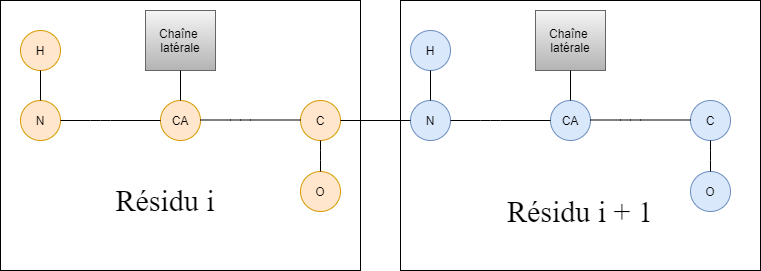 H
Chaîne
latérale
N
CA
C
O
Résidu i
H
Chaîne
latérale
N
CA
C
O
Résidu i + 1